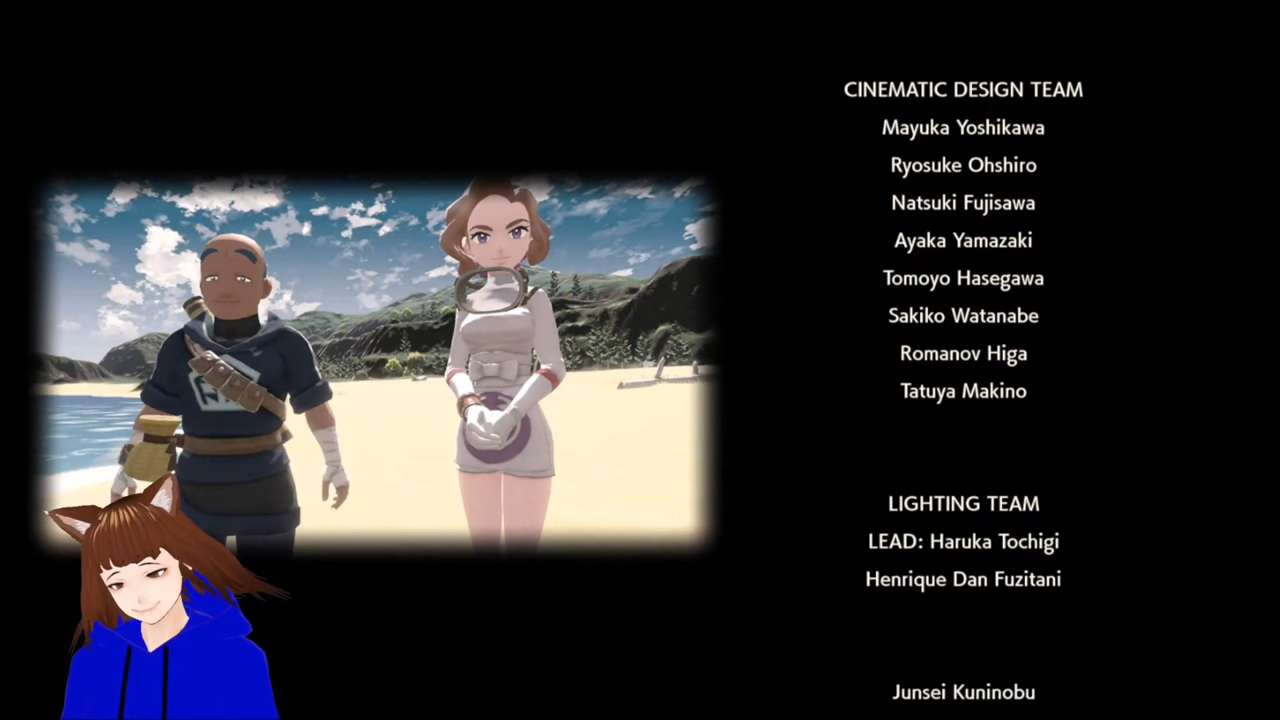 CINEMATIC DESIGN TEAM
Mayuka Yoshikawa
Ryosuke Ohshiro
Natsuki Fujisawa
Ayaka Yamazaki
Tomoyo Hasegawa
Sakiko Watanabe
Romanov Higa
Tatuya Makino
LIGHTING TEAM
LEAD: Haruka Tochigi
Henrique Dan Fuzitani
Junsei Kuninobu